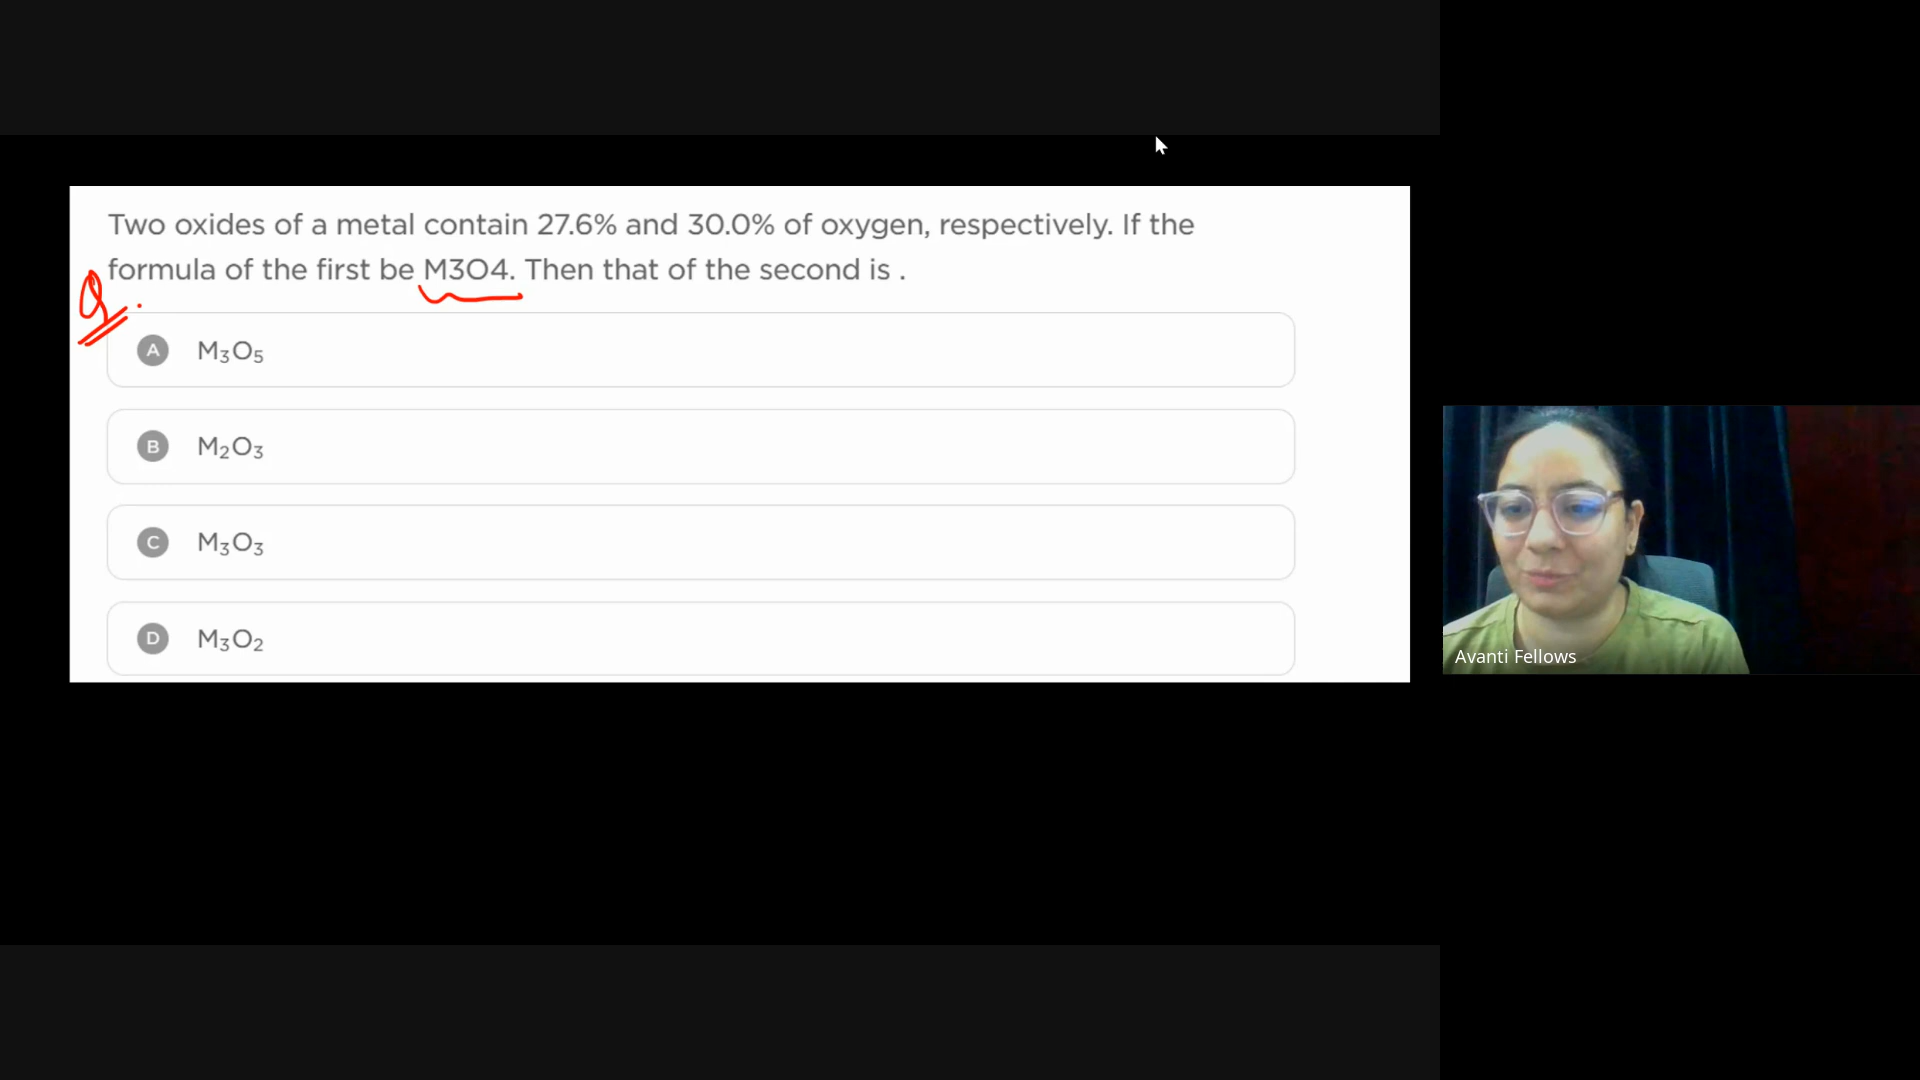 Two oxides of a metal contain 27.6% and 30.0% of oxygen, respectively. If the
formula of the first be M3O4. Then that of the second is .
Q.
A M₃O₅
B M₂O₃
C M₃O₃
D M₃O₂
Avanti Fellows